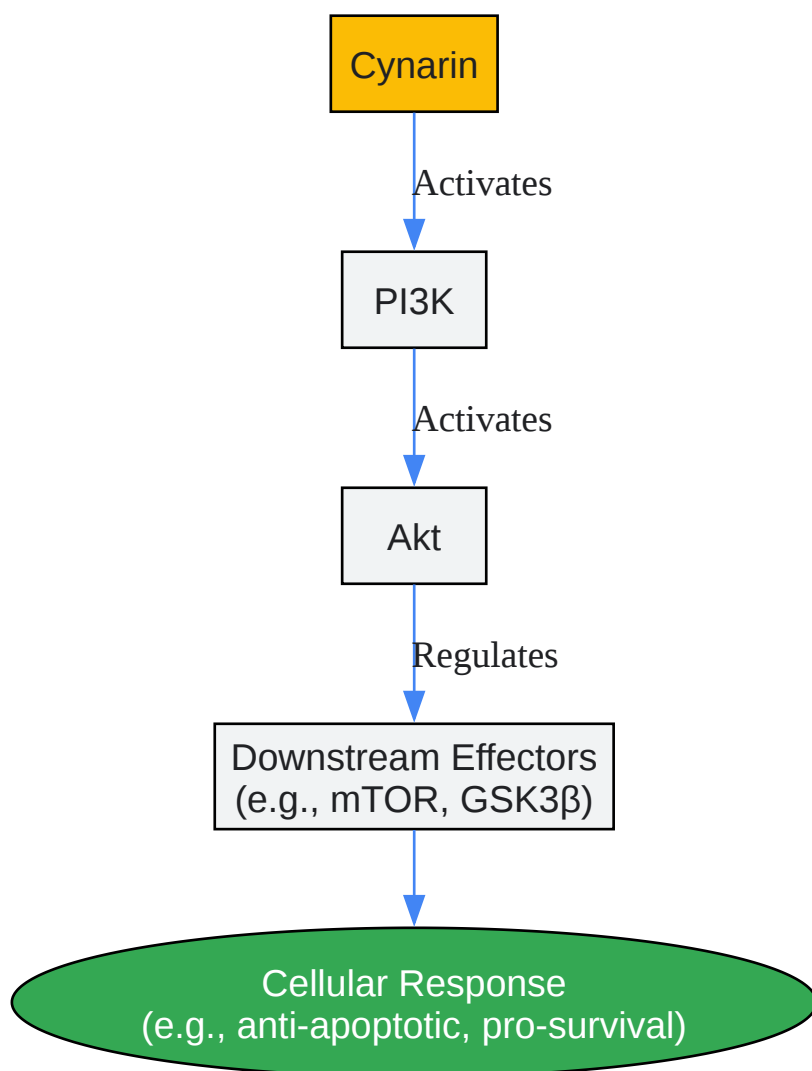 Cynarin
Activates
PI3K
Activates
Akt
Regulates
Downstream Effectors
(e.g., mTOR, GSK3β)
Cellular Response
(e.g., anti-apoptotic, pro-survival)